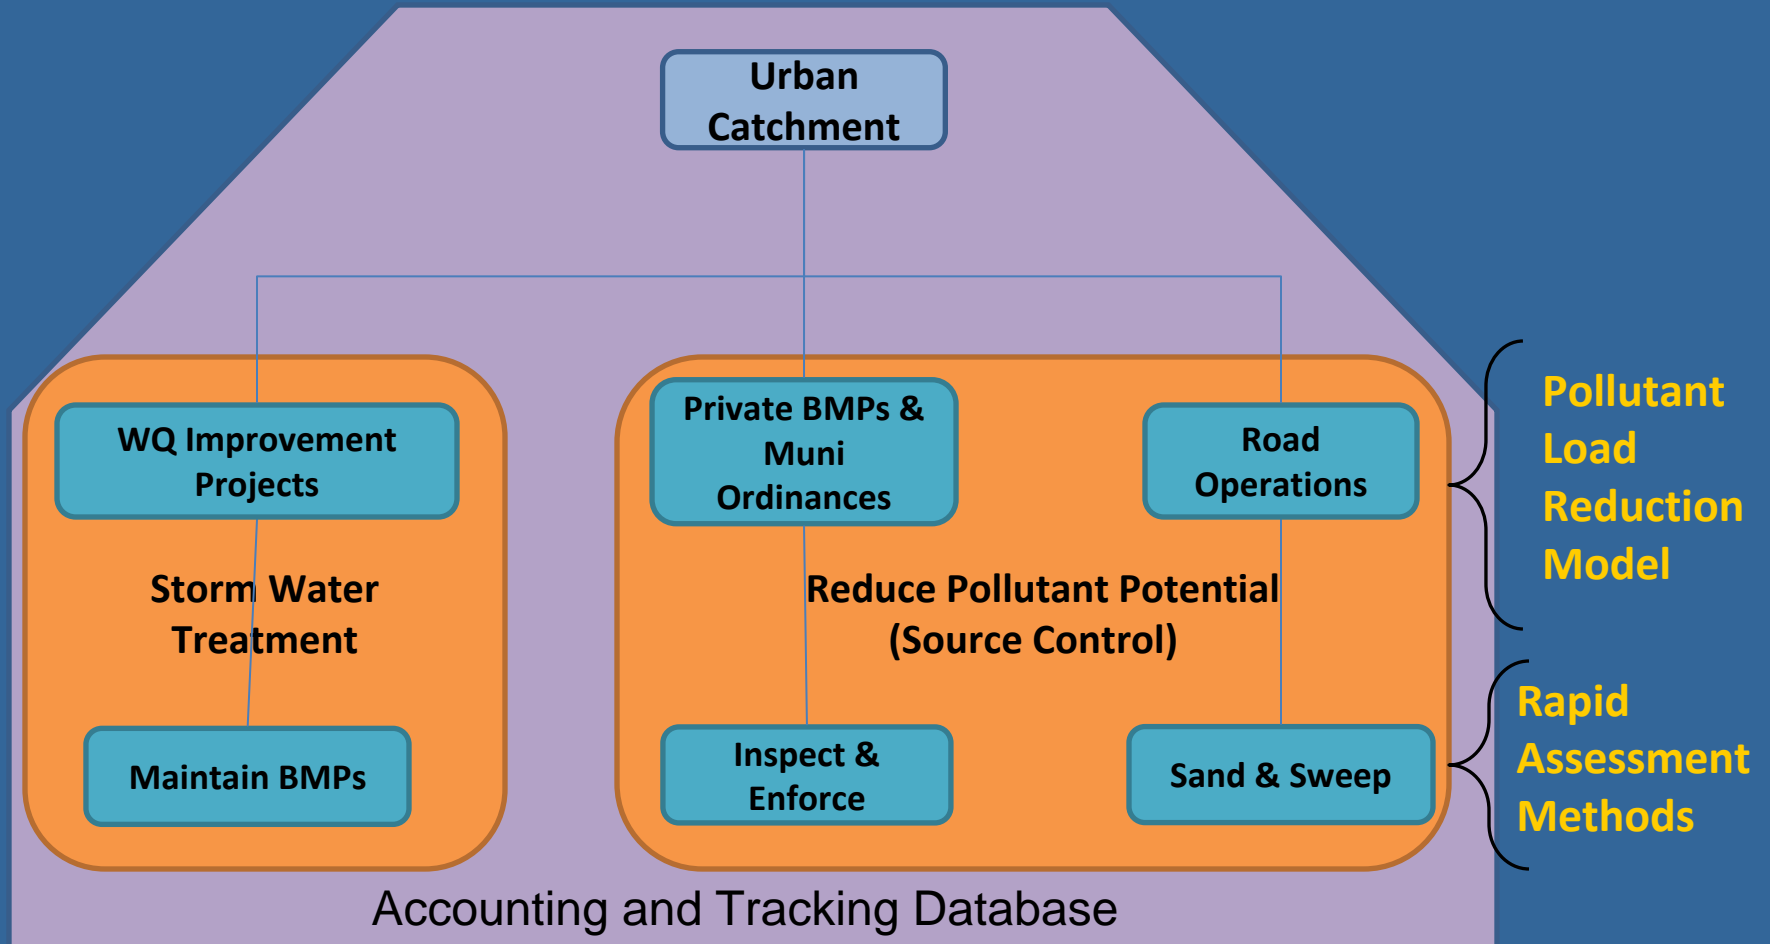 Urban
Catchment
WQ Improvement
Projects
Private BMPs &
Muni
Ordinances
Road
Operations
Pollutant
Load
Reduction
Model
Storm Water
Treatment
Reduce Pollutant Potential
(Source Control)
Maintain BMPs
Inspect &
Enforce
Sand & Sweep
Rapid
Assessment
Methods
Accounting and Tracking Database